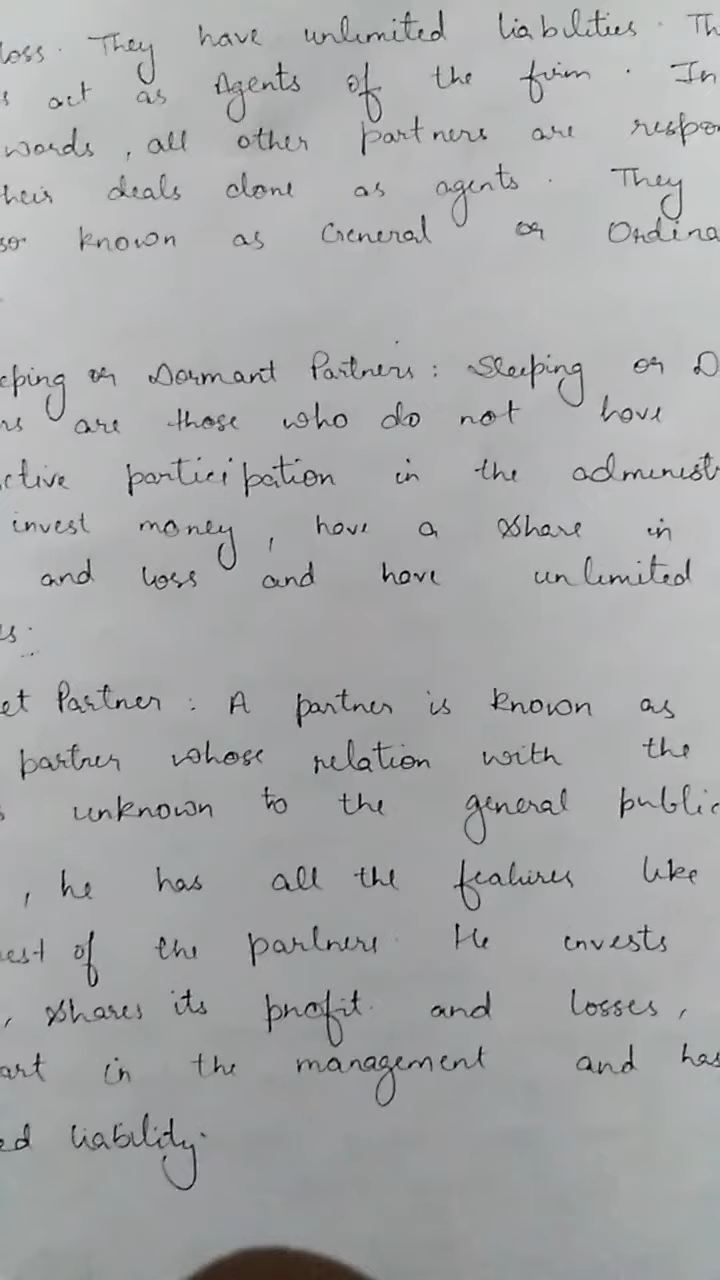 loss. They have unlimited liabilities. Th
s act as Agents of the firm. In
words, all other partners are respo
heir deals done as agents. They
so known as General or Ordina
eping or Dormant Partners: Sleeping or D
rs are those who do not have
ctive participation in the administ
invest money, have a share in
and loss and have unlimited
es.
et Partner: A partner is known as
partner whose relation with the
s unknown to the general public
, he has all the features like
est of the partners. He invests
, shares its profit and losses,
art in the management and has
ed liability.